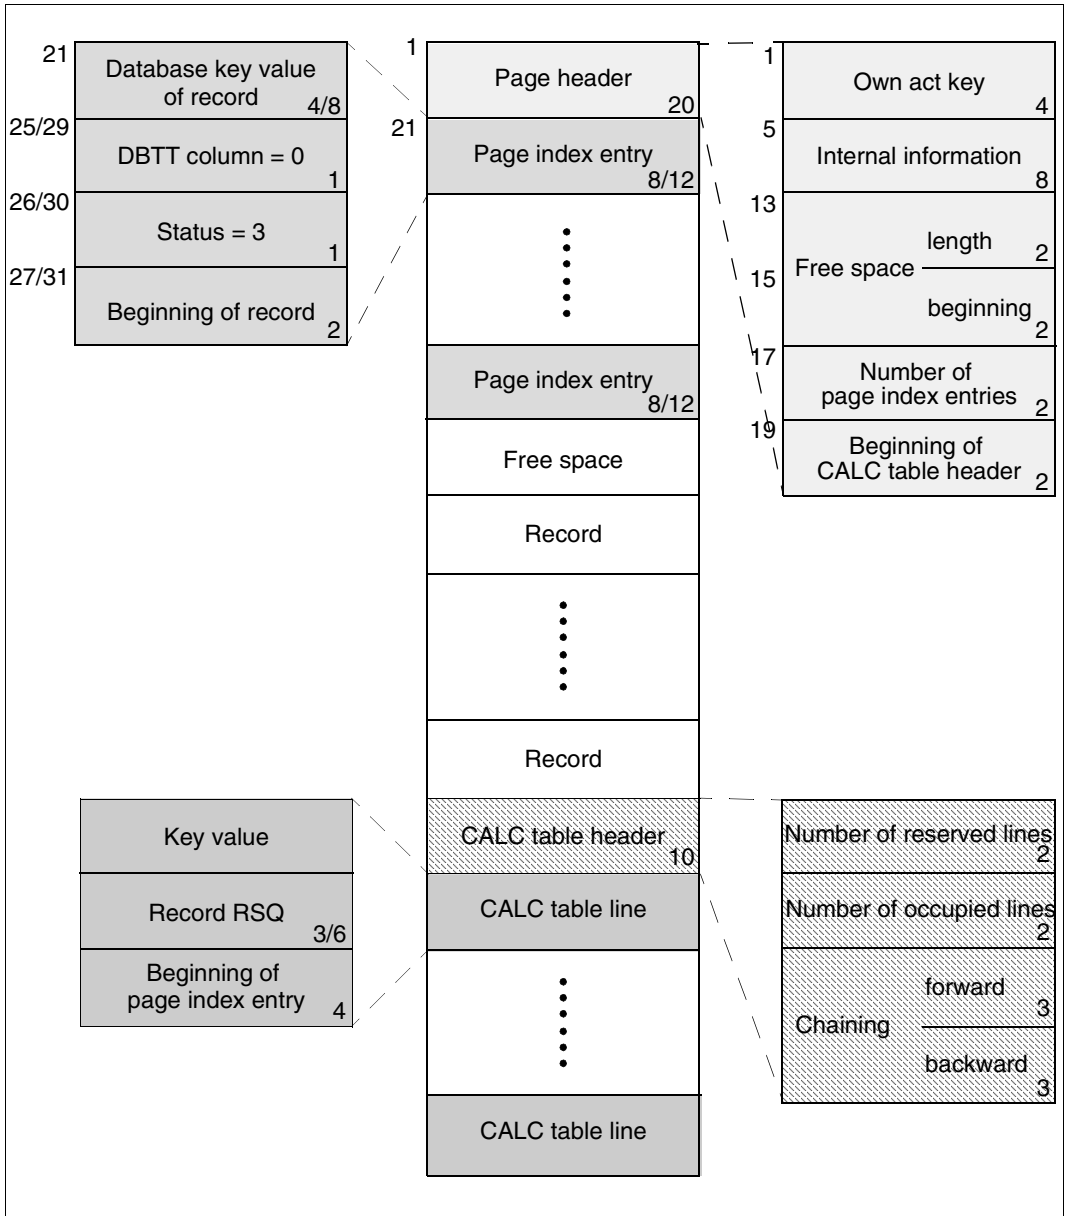 21
Database key value
of record
4/8
25/29
DBTT column = 0
1
26/30
Status = 3
1
27/31
Beginning of record
2
1
Page header
20
21
Page index entry
8/12
Page index entry
8/12
Free space
Record
Record
CALC table header
10
CALC table line
CALC table line
1
Own act key
4
5
Internal information
8
13
Free space
length
2
15
beginning
2
17
Number of
page index entries
2
19
Beginning of
CALC table header
2
Key value
Record RSQ
3/6
Beginning of
page index entry
4
Number of reserved lines
2
Number of occupied lines
2
Chaining
forward
3
backward
3